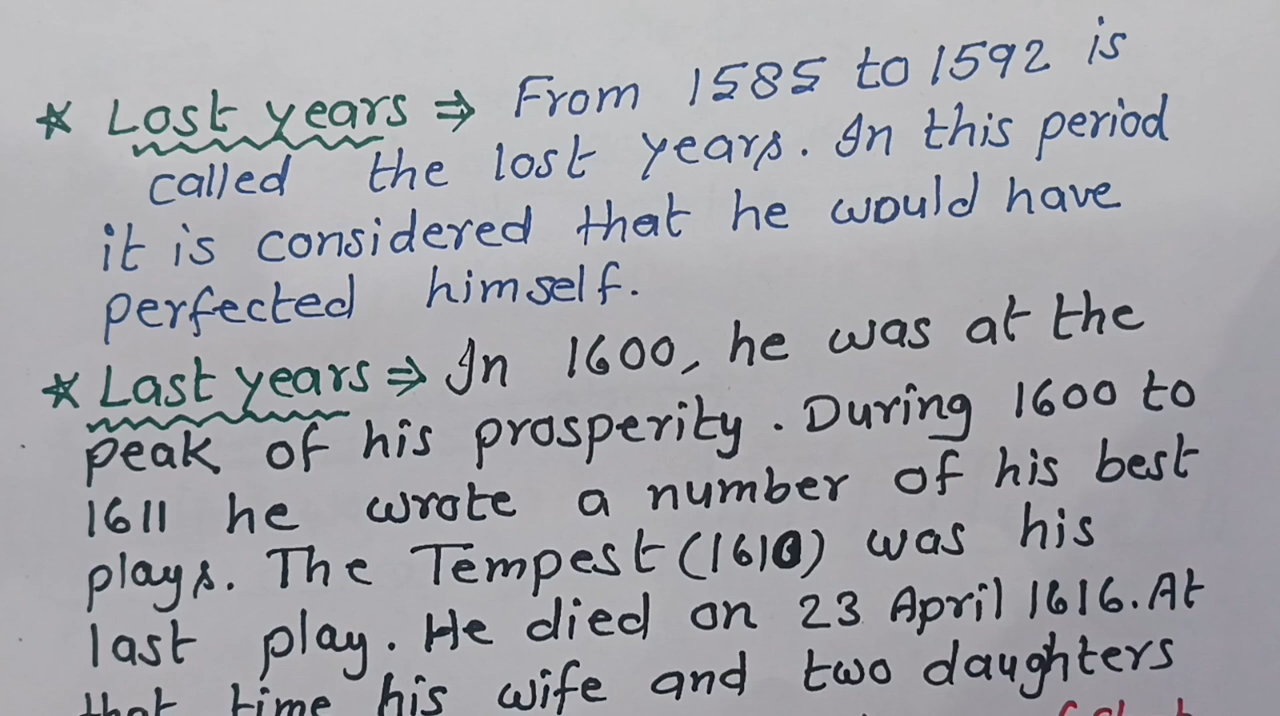 * Lost years ⇒ From 1585 to 1592 is
called the lost years. In this period
it is considered that he would have
perfected himself.
* Last years ⇒ In 1600, he was at the
peak of his prosperity. During 1600 to
1611 he wrote a number of his best
plays. The Tempest (1610) was his
last play. He died on 23 April 1616. At
that time his wife and two daughters